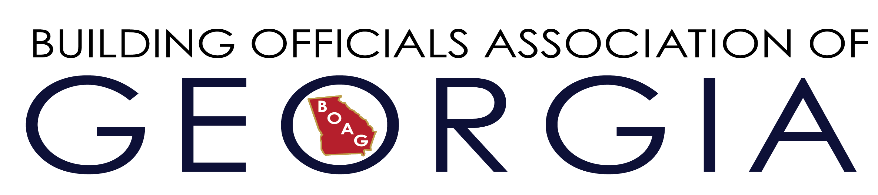 BUILDING OFFICIALS ASSOCIATION OF
GEORGIA
BOAG